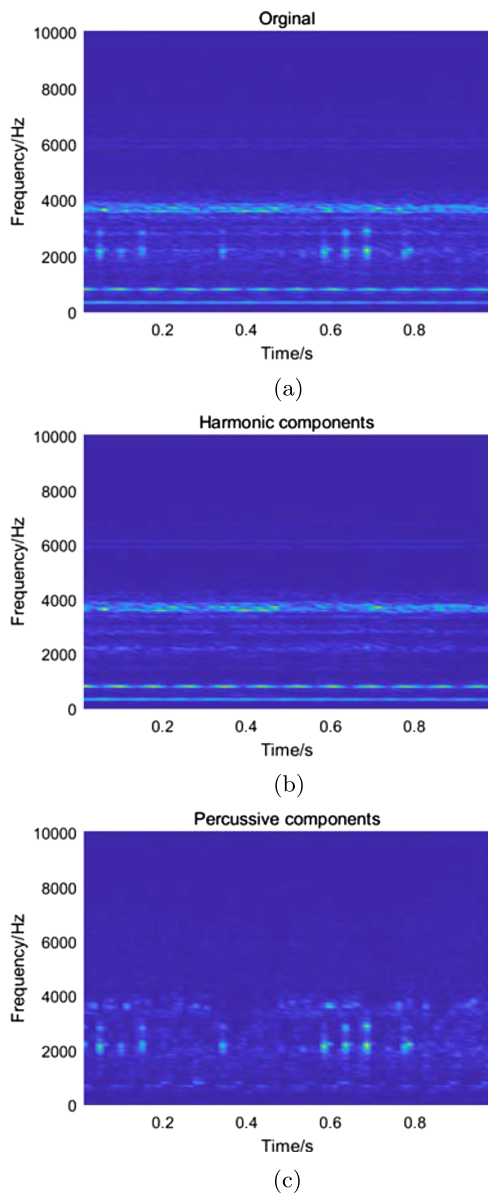 Orginal
10000
8000
6000
4000
2000
0
Frequency/Hz
0.2 0.4 0.6 0.8
Time/s
(a)
Harmonic components
10000
8000
6000
4000
2000
0
Frequency/Hz
0.2 0.4 0.6 0.8
Time/s
(b)
Percussive components
10000
8000
6000
4000
2000
0
Frequency/Hz
0.2 0.4 0.6 0.8
Time/s
(c)